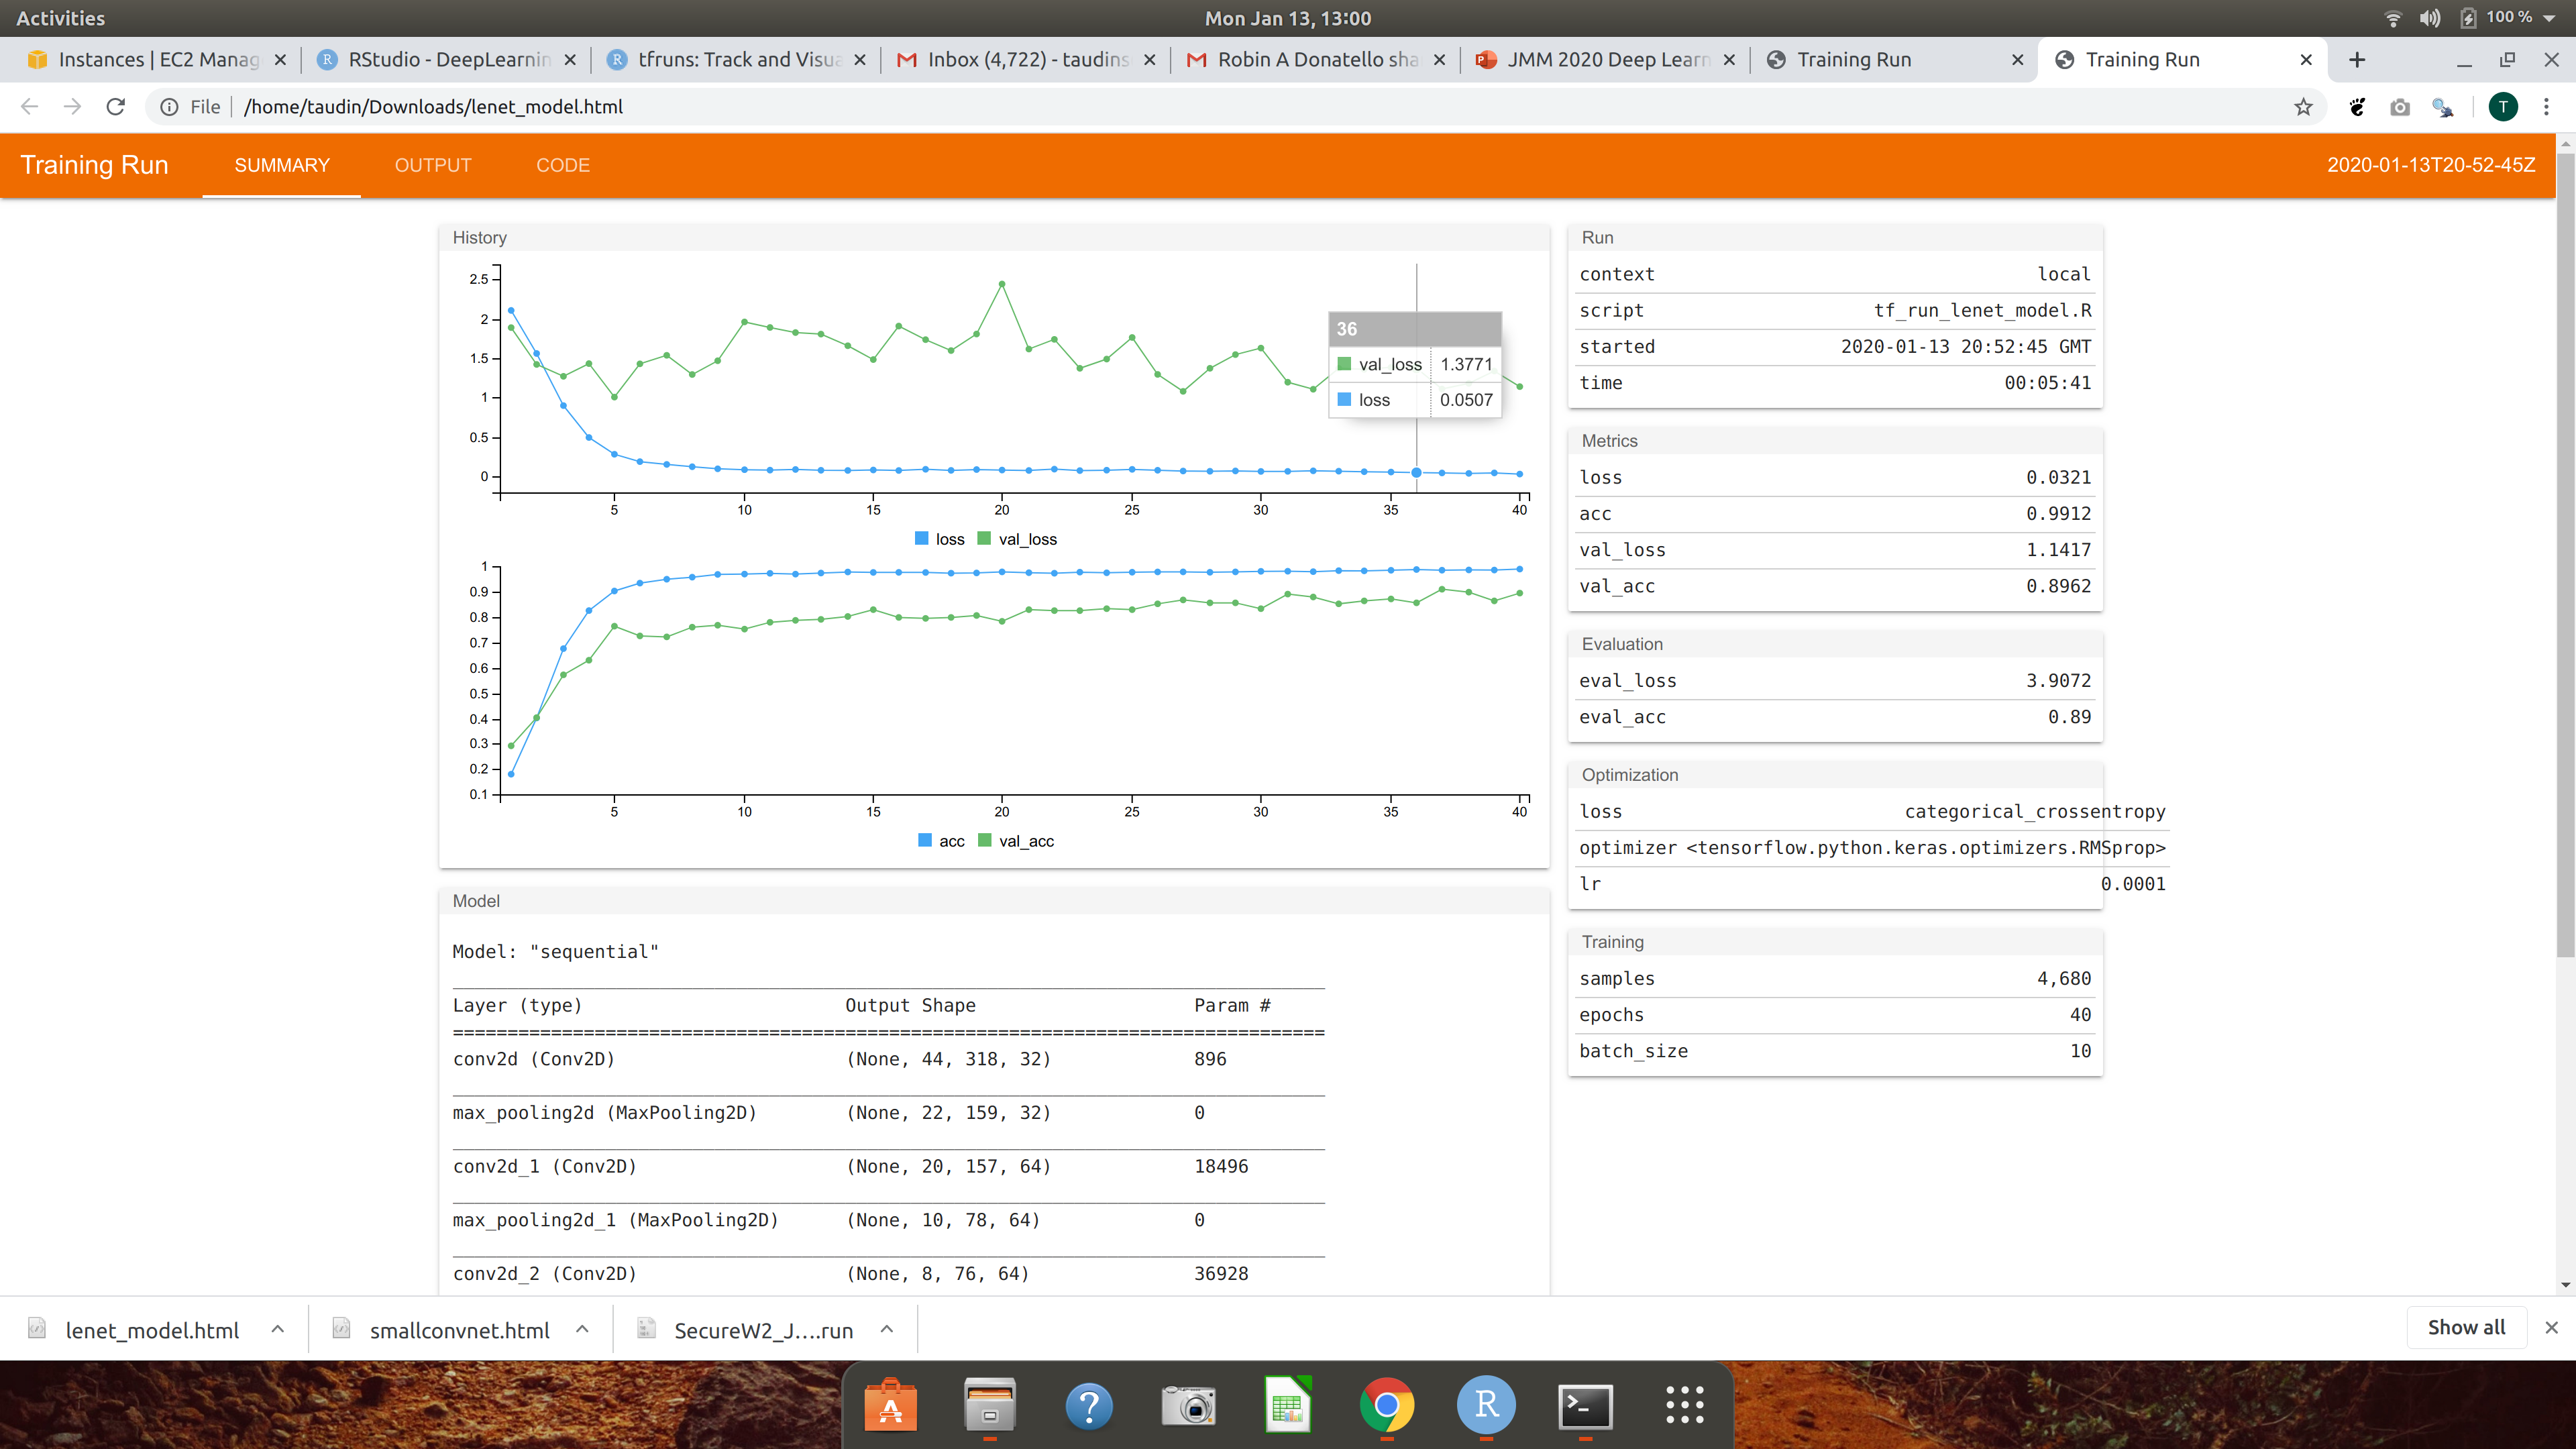 Activities
Mon Jan 13, 13:00
100 %
Instances | EC2 Manag
RStudio - DeepLearnin
tfruns: Track and Visua
Inbox (4,722) - taudins
Robin A Donatello sha
JMM 2020 Deep Learn
Training Run
Training Run
File /home/taudin/Downloads/lenet_model.html
T
Training Run SUMMARY OUTPUT CODE 2020-01-13T20-52-45Z
History
2.5
2
1.5
1
0.5
0
36
val_loss 1.3771
loss 0.0507
5 10 15 20 25 30 35 40
loss val_loss
1
0.9
0.8
0.7
0.6
0.5
0.4
0.3
0.2
0.1
5 10 15 20 25 30 35 40
acc val_acc
Model
Model: "sequential"
Layer (type) Output Shape Param #
================================================================================
conv2d (Conv2D) (None, 44, 318, 32) 896
max_pooling2d (MaxPooling2D) (None, 22, 159, 32) 0
conv2d_1 (Conv2D) (None, 20, 157, 64) 18496
max_pooling2d_1 (MaxPooling2D) (None, 10, 78, 64) 0
conv2d_2 (Conv2D) (None, 8, 76, 64) 36928
Run
context local
script tf_run_lenet_model.R
started 2020-01-13 20:52:45 GMT
time 00:05:41
Metrics
loss 0.0321
acc 0.9912
val_loss 1.1417
val_acc 0.8962
Evaluation
eval_loss 3.9072
eval_acc 0.89
Optimization
loss categorical_crossentropy
optimizer <tensorflow.python.keras.optimizers.RMSprop>
lr 0.0001
Training
samples 4,680
epochs 40
batch_size 10
lenet_model.html
smallconvnet.html
SecureW2_J....run
Show all